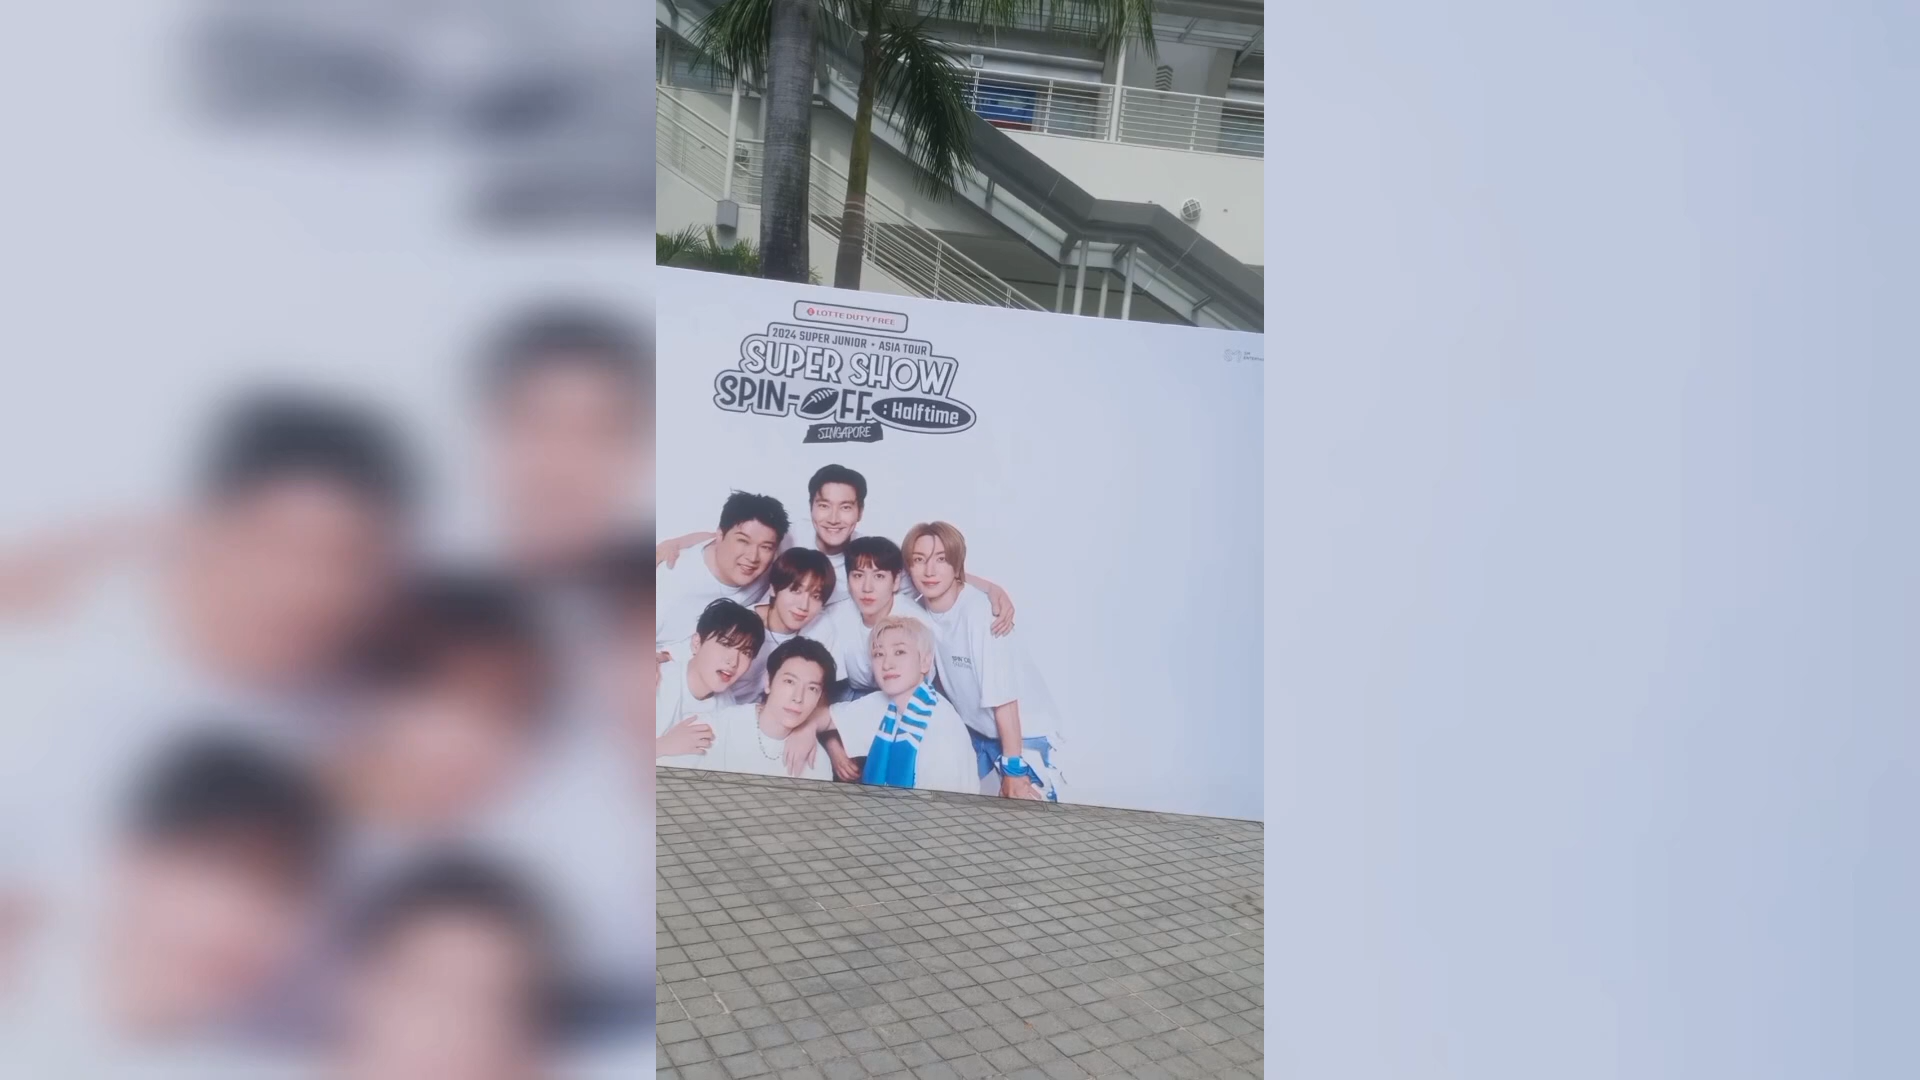 LOTTE DUTY FREE
2024 SUPER JUNIOR • ASIA TOUR
SUPER SHOW
SPIN-OFF : Halftime
SINGAPORE